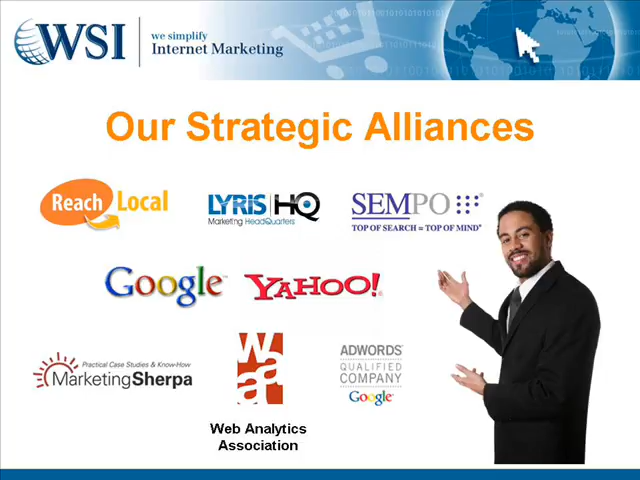 WSI
we simplify
Internet Marketing
Our Strategic Alliances
Reach Local
LYRIS HQ
Marketing HeadQuarters
SEMPO
TOP OF SEARCH = TOP OF MIND
Google
YAHOO!
Practical Case Studies & Know-How
MarketingSherpa
waa
Web Analytics
Association
ADWORDS
QUALIFIED
COMPANY
Google